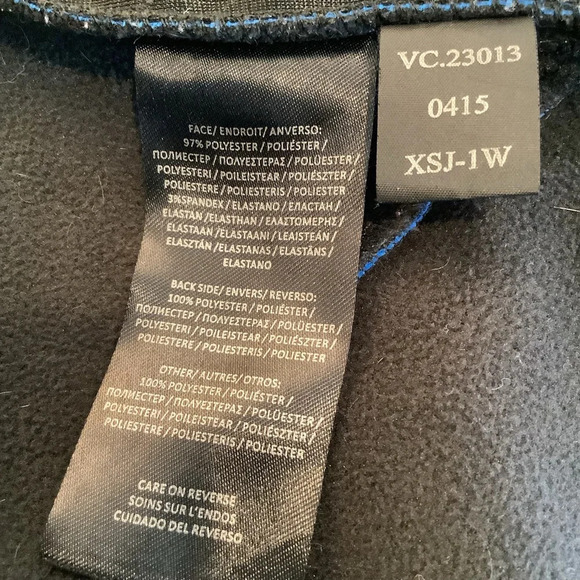 FACE/ ENDROIT/ ANVERSO:
97% POLYESTER / POLIÉSTER /
ПОЛИЕСТЕР / ΠΟΛΥΕΣΤΕΡΑΣ / POLÜESTER /
POLYESTERI / POILEISTEAR / POLIÉSZTER /
POLIESTERE / POLIESTERIS / POLIESTER
3%SPANDEX / ELASTANO / ЕЛАСТАН /
ELASTAN /ELASTHAN / ΕΛΑΣΤΟΜΕΡΗΣ /
ELASTAAN /ELASTAANI / LEAISTEÁN /
ELASZTÁN /ELASTANAS / ELASTĀNS /
ELASTANO
BACK SIDE/ ENVERS/ REVERSO:
100% POLYESTER / POLIÉSTER /
ПОЛИЕСТЕР / ΠΟΛΥΕΣΤΕΡΑΣ / POLÜESTER /
POLYESTERI / POILEISTEAR / POLIÉSZTER /
POLIESTERE / POLIESTERIS / POLIESTER
OTHER/ AUTRES/ OTROS:
100% POLYESTER / POLIÉSTER /
ПОЛИЕСТЕР / ΠΟΛΥΕΣΤΕΡΑΣ / POLÜESTER /
POLYESTERI / POILEISTEAR / POLIÉSZTER /
POLIESTERE / POLIESTERIS / POLIESTER
CARE ON REVERSE
SOINS SUR L'ENDOS
CUIDADO DEL REVERSO
VC.23013
0415
XSJ-1W